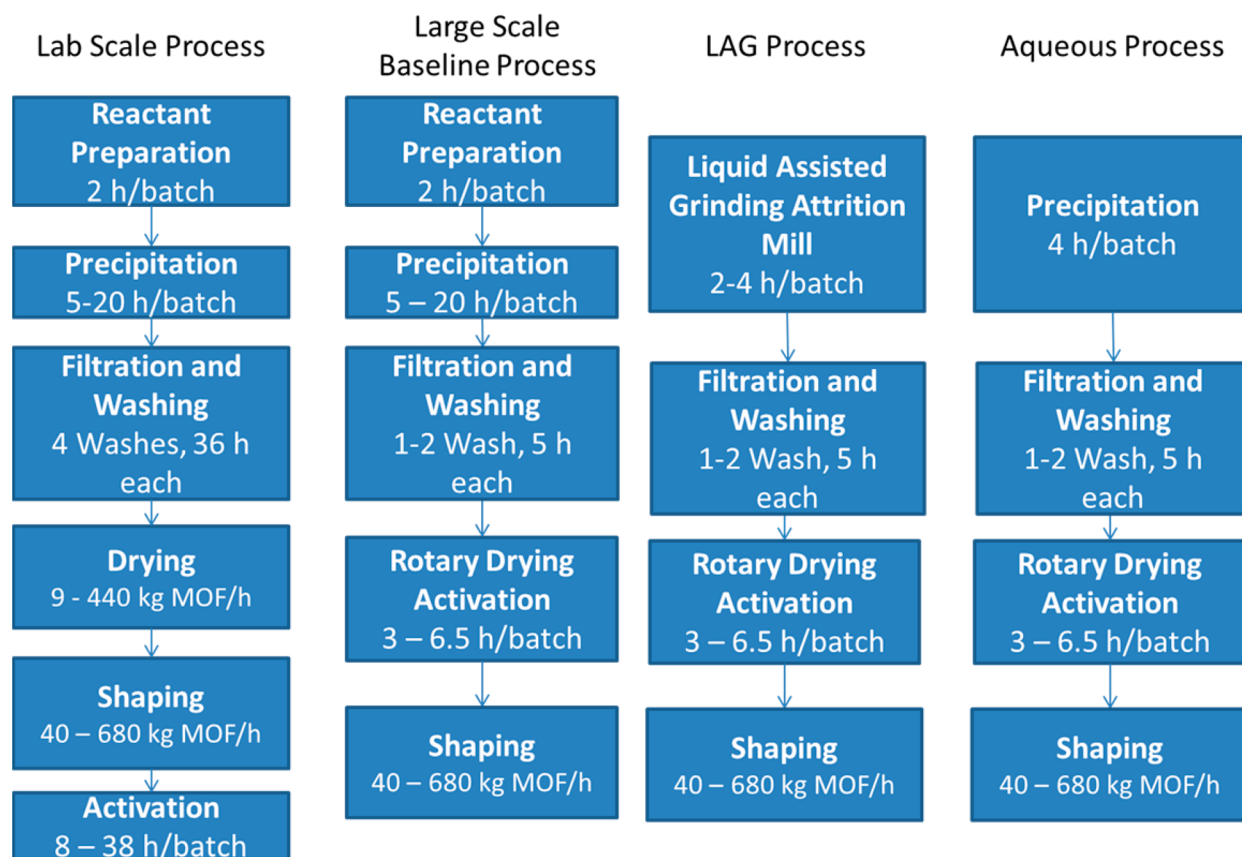 Lab Scale Process
Reactant
Preparation
2 h/batch
Precipitation
5-20 h/batch
Filtration and
Washing
4 Washes, 36 h
each
Drying
9 - 440 kg MOF/h
Shaping
40 – 680 kg MOF/h
Activation
8 – 38 h/batch
Large Scale
Baseline Process
Reactant
Preparation
2 h/batch
Precipitation
5 – 20 h/batch
Filtration and
Washing
1-2 Wash, 5 h
each
Rotary Drying
Activation
3 – 6.5 h/batch
Shaping
40 – 680 kg MOF/h
LAG Process
Liquid Assisted
Grinding Attrition
Mill
2-4 h/batch
Filtration and
Washing
1-2 Wash, 5 h
each
Rotary Drying
Activation
3 – 6.5 h/batch
Shaping
40 – 680 kg MOF/h
Aqueous Process
Precipitation
4 h/batch
Filtration and
Washing
1-2 Wash, 5 h
each
Rotary Drying
Activation
3 – 6.5 h/batch
Shaping
40 – 680 kg MOF/h